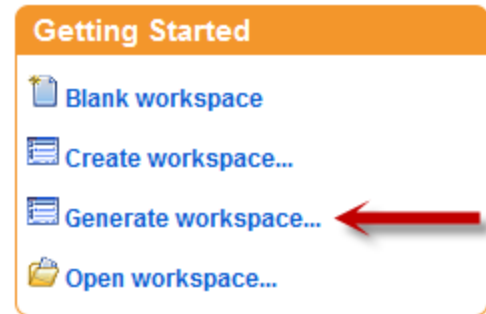 Getting Started
Blank workspace
Create workspace...
Generate workspace...
Open workspace...